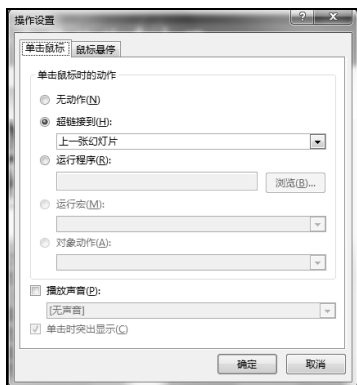 操作设置
单击鼠标 鼠标悬停
单击鼠标时的动作
无动作(N)
超链接到(H):
上一张幻灯片
运行程序(R):
浏览(B)...
运行宏(M):
对象动作(A):
播放声音(P):
[无声音]
单击时突出显示(C)
确定 取消